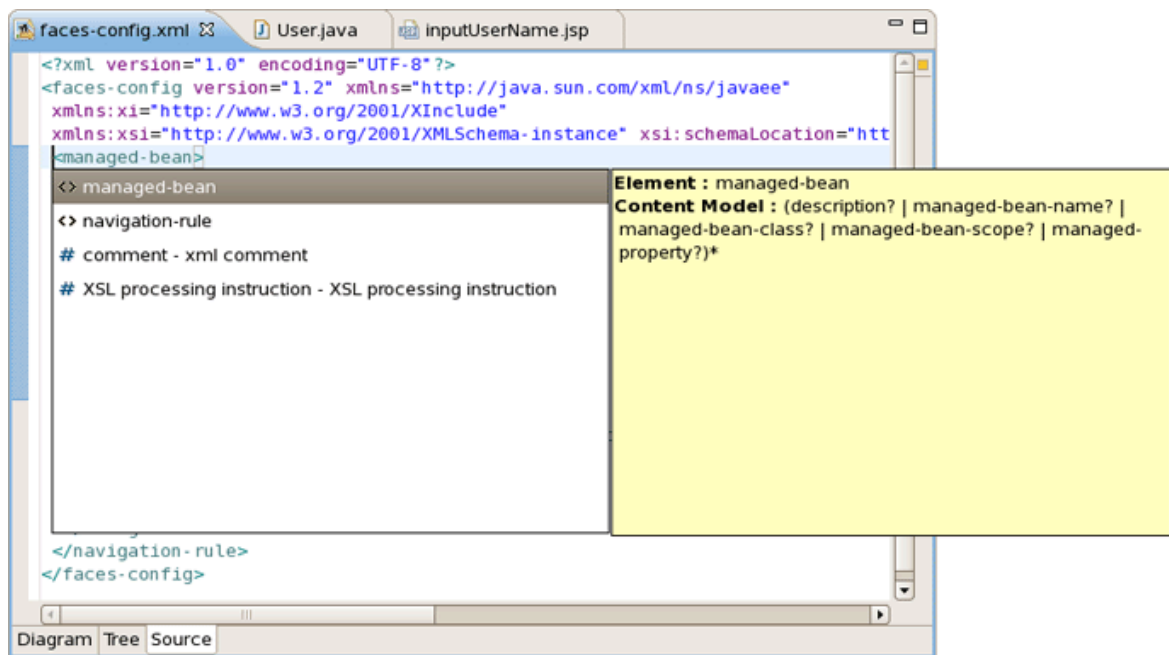 faces-config.xml User.java inputUserName.jsp
<?xml version="1.0" encoding="UTF-8"?>
<faces-config version="1.2" xmlns="http://java.sun.com/xml/ns/javaee"
xmlns:xi="http://www.w3.org/2001/XInclude"
xmlns:xsi="http://www.w3.org/2001/XMLSchema-instance" xsi:schemaLocation="htt
<managed-bean>
<> managed-bean
<> navigation-rule
# comment - xml comment
# XSL processing instruction - XSL processing instruction
Element : managed-bean
Content Model : (description? | managed-bean-name? |
managed-bean-class? | managed-bean-scope? | managed-
property?)*
</navigation-rule>
</faces-config>
Diagram Tree Source